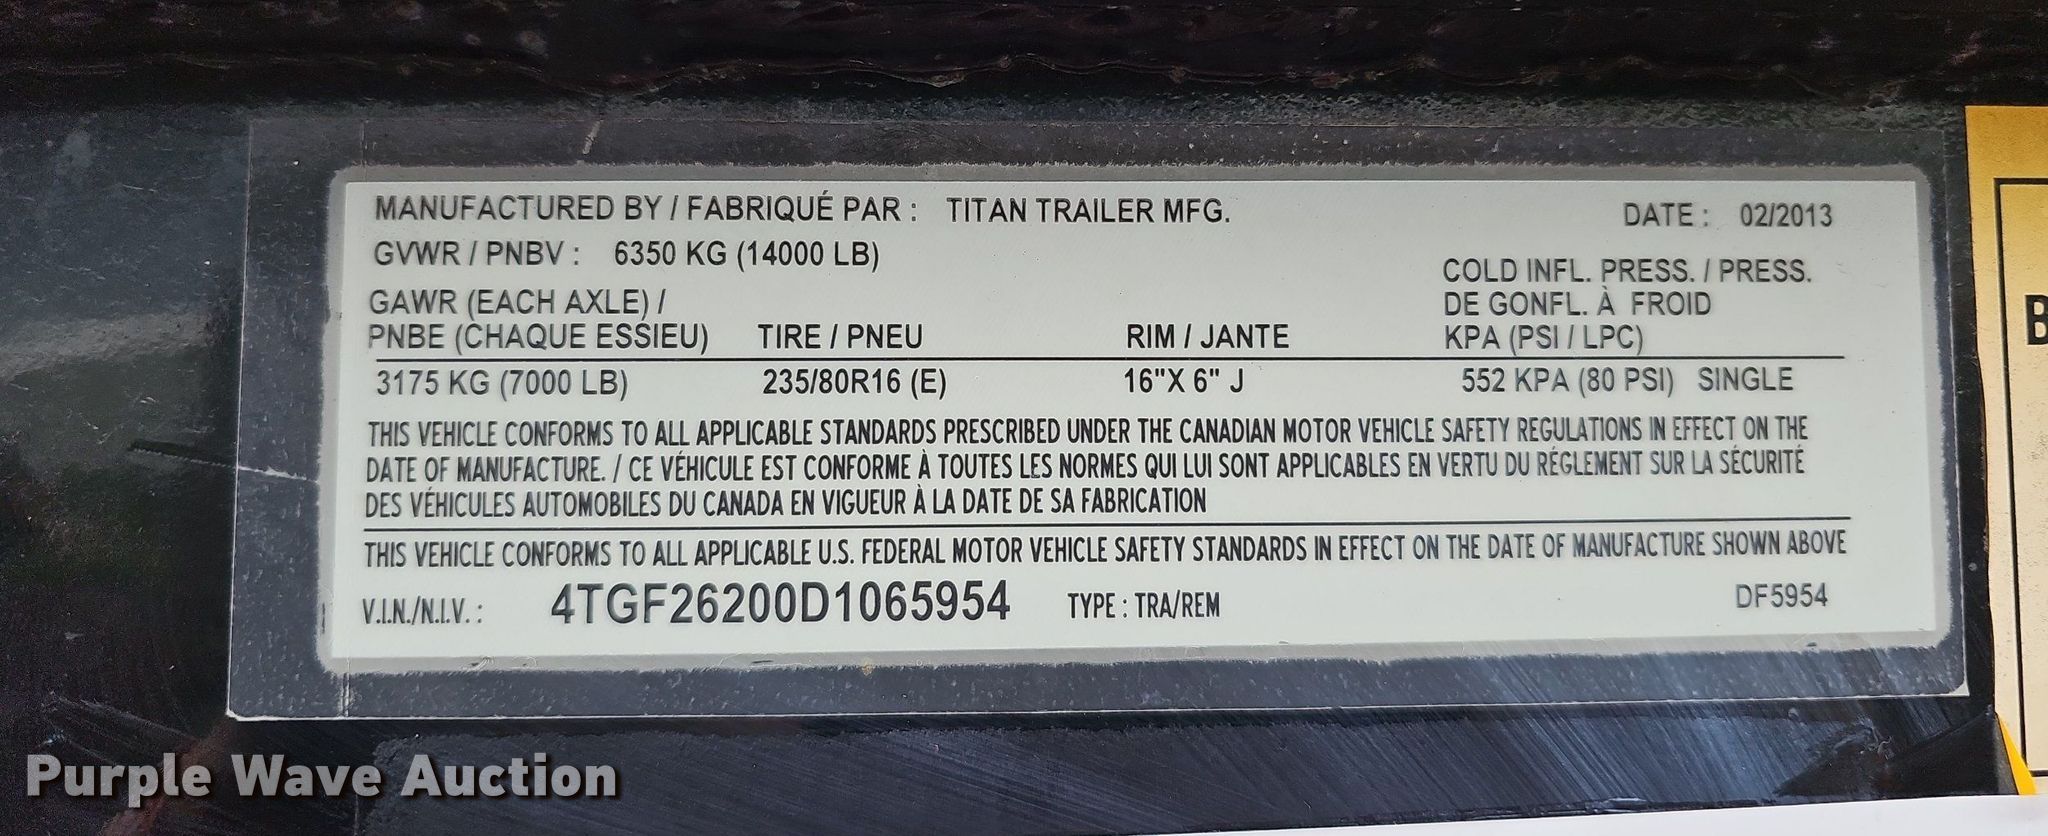 MANUFACTURED BY / FABRIQUÉ PAR : TITAN TRAILER MFG.
DATE : 02/2013
GVWR / PNBV : 6350 KG (14000 LB)
GAWR (EACH AXLE) /
PNBE (CHAQUE ESSIEU) TIRE / PNEU RIM / JANTE
COLD INFL. PRESS. / PRESS.
DE GONFL. À FROID
KPA (PSI / LPC)
3175 KG (7000 LB) 235/80R16 (E) 16"X 6" J 552 KPA (80 PSI) SINGLE
THIS VEHICLE CONFORMS TO ALL APPLICABLE STANDARDS PRESCRIBED UNDER THE CANADIAN MOTOR VEHICLE SAFETY REGULATIONS IN EFFECT ON THE
DATE OF MANUFACTURE. / CE VÉHICULE EST CONFORME À TOUTES LES NORMES QUI LUI SONT APPLICABLES EN VERTU DU RÉGLEMENT SUR LA SÉCURITÉ
DES VÉHICULES AUTOMOBILES DU CANADA EN VIGUEUR À LA DATE DE SA FABRICATION
THIS VEHICLE CONFORMS TO ALL APPLICABLE U.S. FEDERAL MOTOR VEHICLE SAFETY STANDARDS IN EFFECT ON THE DATE OF MANUFACTURE SHOWN ABOVE
V.I.N./N.I.V. : 4TGF26200D1065954 TYPE : TRA/REM DF5954
Purple Wave Auction